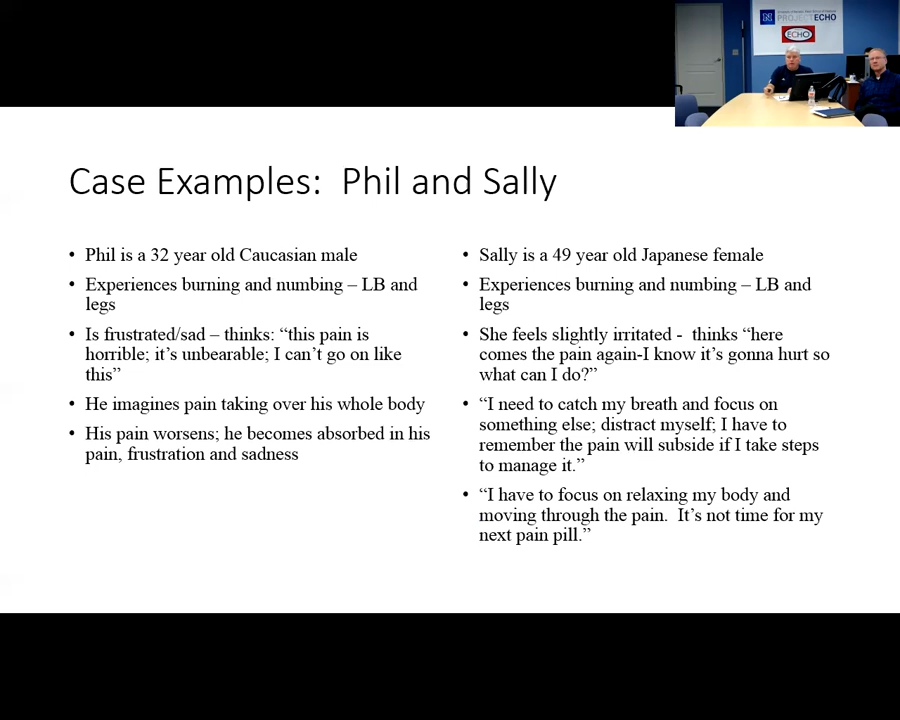 PROJECT ECHO
ECHO
Case Examples:  Phil and Sally
• Phil is a 32 year old Caucasian male
• Experiences burning and numbing – LB and
legs
• Is frustrated/sad – thinks: “this pain is
horrible; it’s unbearable; I can’t go on like
this”
• He imagines pain taking over his whole body
• His pain worsens; he becomes absorbed in his
pain, frustration and sadness
• Sally is a 49 year old Japanese female
• Experiences burning and numbing – LB and
legs
• She feels slightly irritated -  thinks “here
comes the pain again-I know it’s gonna hurt so
what can I do?”
• “I need to catch my breath and focus on
something else; distract myself; I have to
remember the pain will subside if I take steps
to manage it.”
• “I have to focus on relaxing my body and
moving through the pain.  It’s not time for my
next pain pill.”